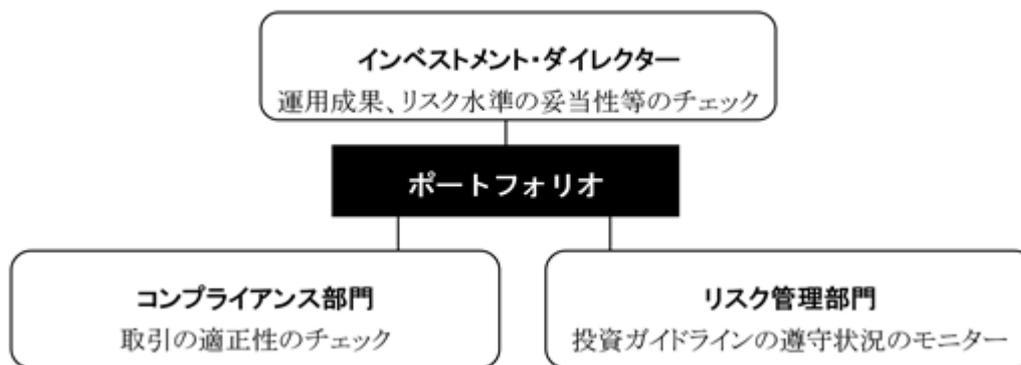 インベストメント・ダイレクター
運用成果、リスク水準の妥当性等のチェック
ポートフォリオ
コンプライアンス部門
取引の適正性のチェック
リスク管理部門
投資ガイドラインの遵守状況のモニター